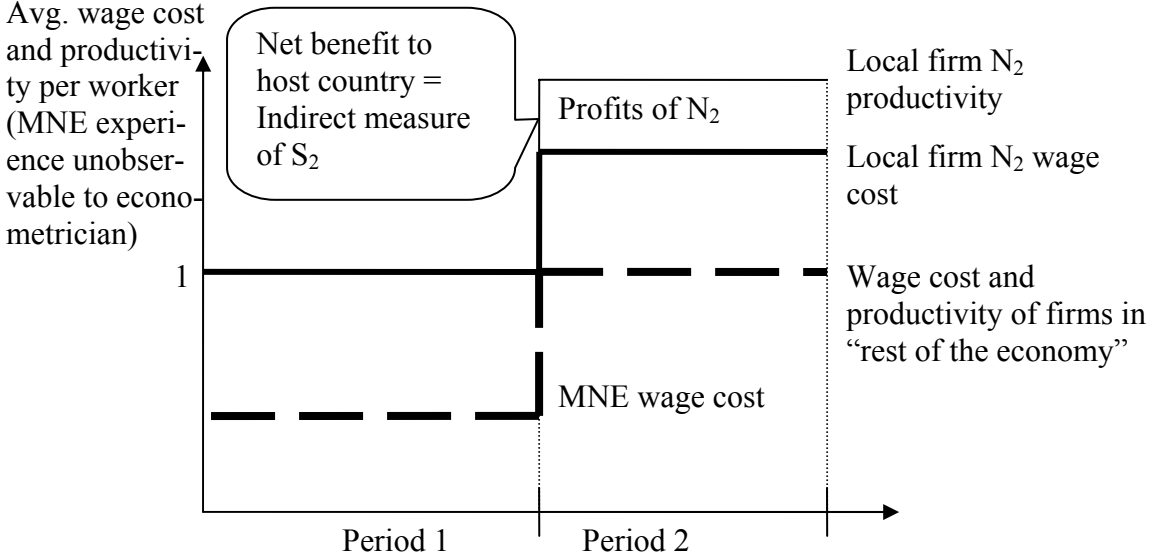 Avg. wage cost
and productivi-
ty per worker
(MNE experi-
ence unobser-
vable to econo-
metrician)
Net benefit to
host country =
Indirect measure
of S₂
Profits of N₂
Local firm N₂
productivity
Local firm N₂ wage
cost
1
Wage cost and
productivity of firms in
“rest of the economy”
MNE wage cost
Period 1
Period 2